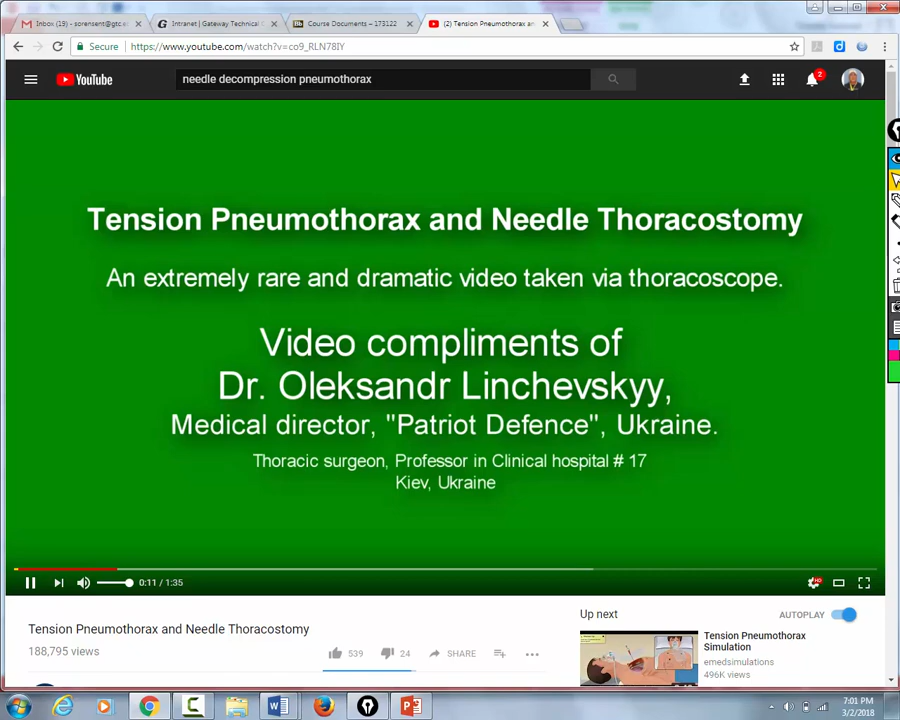 Inbox (19) - sorensent@gtc.e
Intranet | Gateway Technical
Course Documents – 173122
(2) Tension Pneumothorax an
Secure
https://www.youtube.com/watch?v=co9_RLN78IY
YouTube
needle decompression pneumothorax
2
Tension Pneumothorax and Needle Thoracostomy
An extremely rare and dramatic video taken via thoracoscope.
Video compliments of
Dr. Oleksandr Linchevskyy,
Medical director, "Patriot Defence", Ukraine.
Thoracic surgeon, Professor in Clinical hospital # 17
Kiev, Ukraine
0:11 / 1:35
HD
Tension Pneumothorax and Needle Thoracostomy
188,795 views
539
24
SHARE
Up next
AUTOPLAY
Tension Pneumothorax
Simulation
emedsimulations
496K views
7:01 PM
3/2/2018